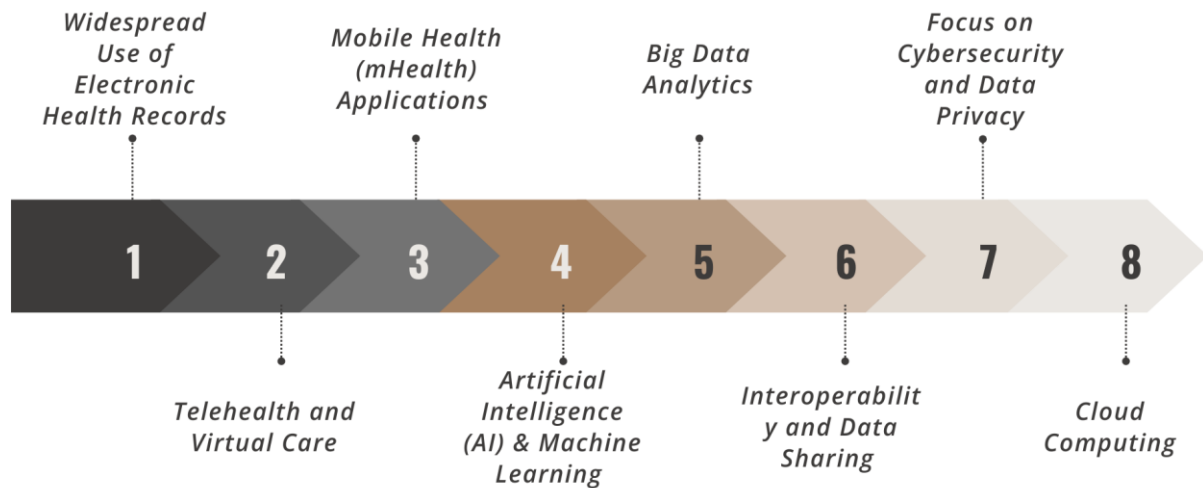 Widespread
Use of
Electronic
Health Records
Mobile Health
(mHealth)
Applications
Big Data
Analytics
Focus on
Cybersecurity
and Data
Privacy
1
2
3
4
5
6
7
8
Telehealth and
Virtual Care
Artificial
Intelligence
(AI) & Machine
Learning
Interoperabilit
y and Data
Sharing
Cloud
Computing